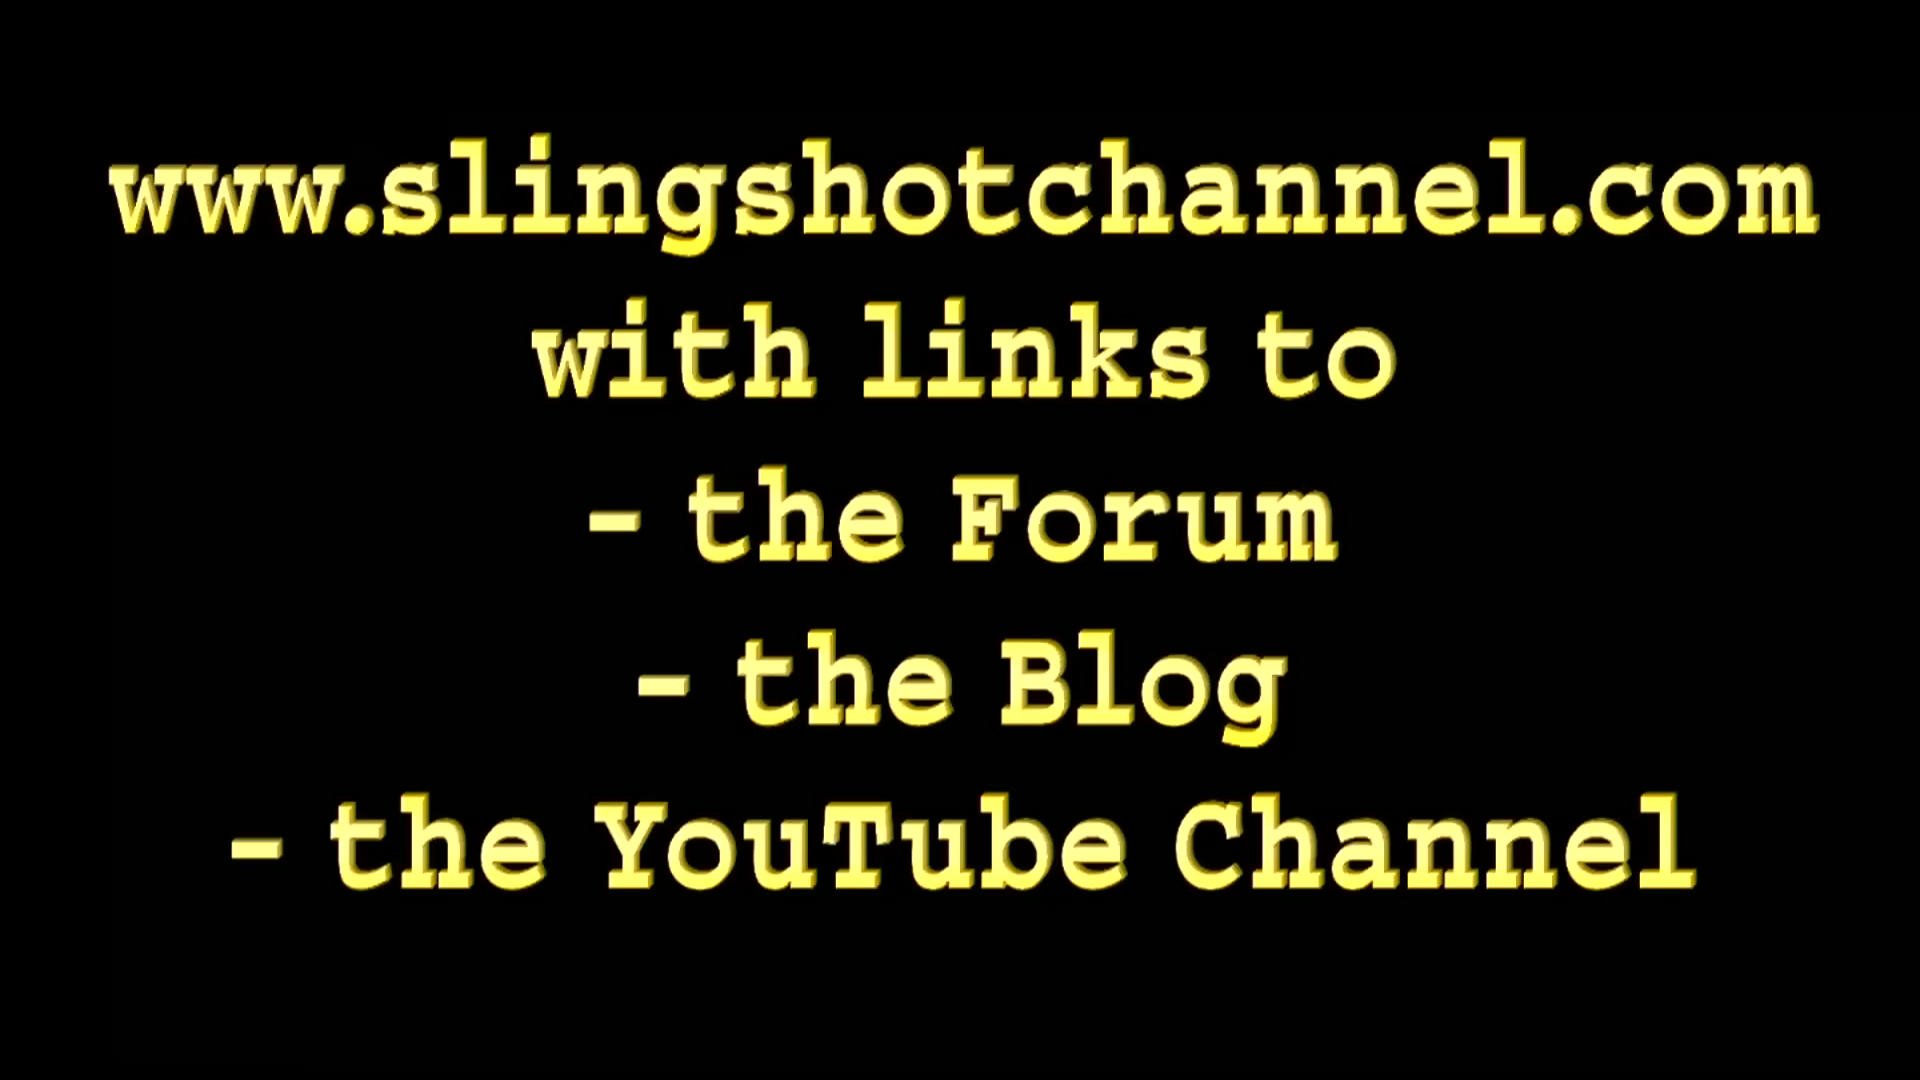 www.slingshotchannel.com
with links to
- the Forum
- the Blog
- the YouTube Channel